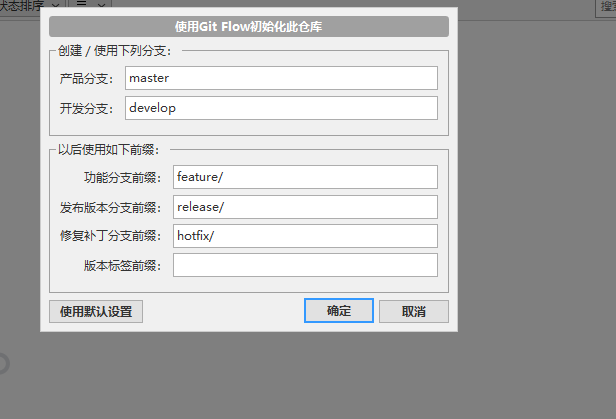 状态排序
搜
使用Git Flow初始化此仓库
创建 / 使用下列分支:
产品分支: master
开发分支: develop
以后使用如下前缀:
功能分支前缀: feature/
发布版本分支前缀: release/
修复补丁分支前缀: hotfix/
版本标签前缀:
使用默认设置 确定 取消